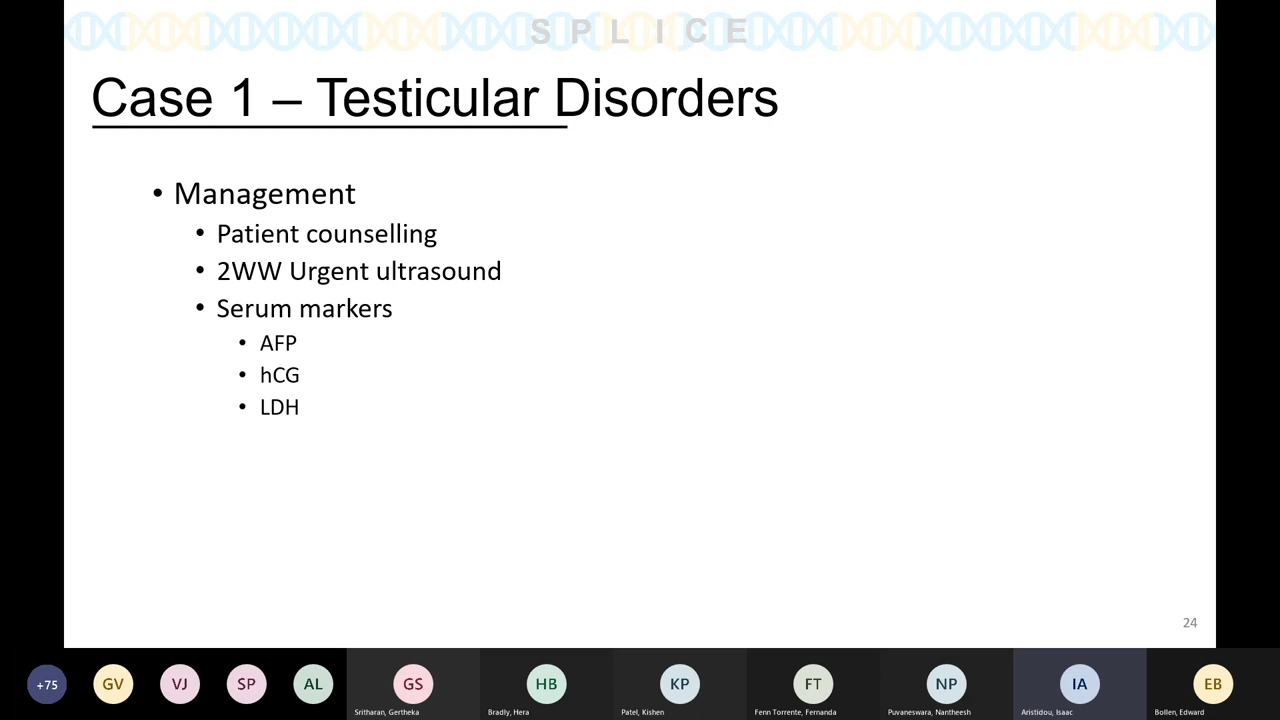 S P L I C E
Case 1 – Testicular Disorders
• Management
• Patient counselling
• 2WW Urgent ultrasound
• Serum markers
• AFP
• hCG
• LDH
24
+75
GV
VJ
SP
AL
GS
HB
KP
FT
NP
IA
EB
Sritharan, Gertheka
Bradly, Hera
Patel, Kishen
Fenn Torrente, Fernanda
Puvaneswara, Nantheesh
Aristidou, Isaac
Bollen, Edward